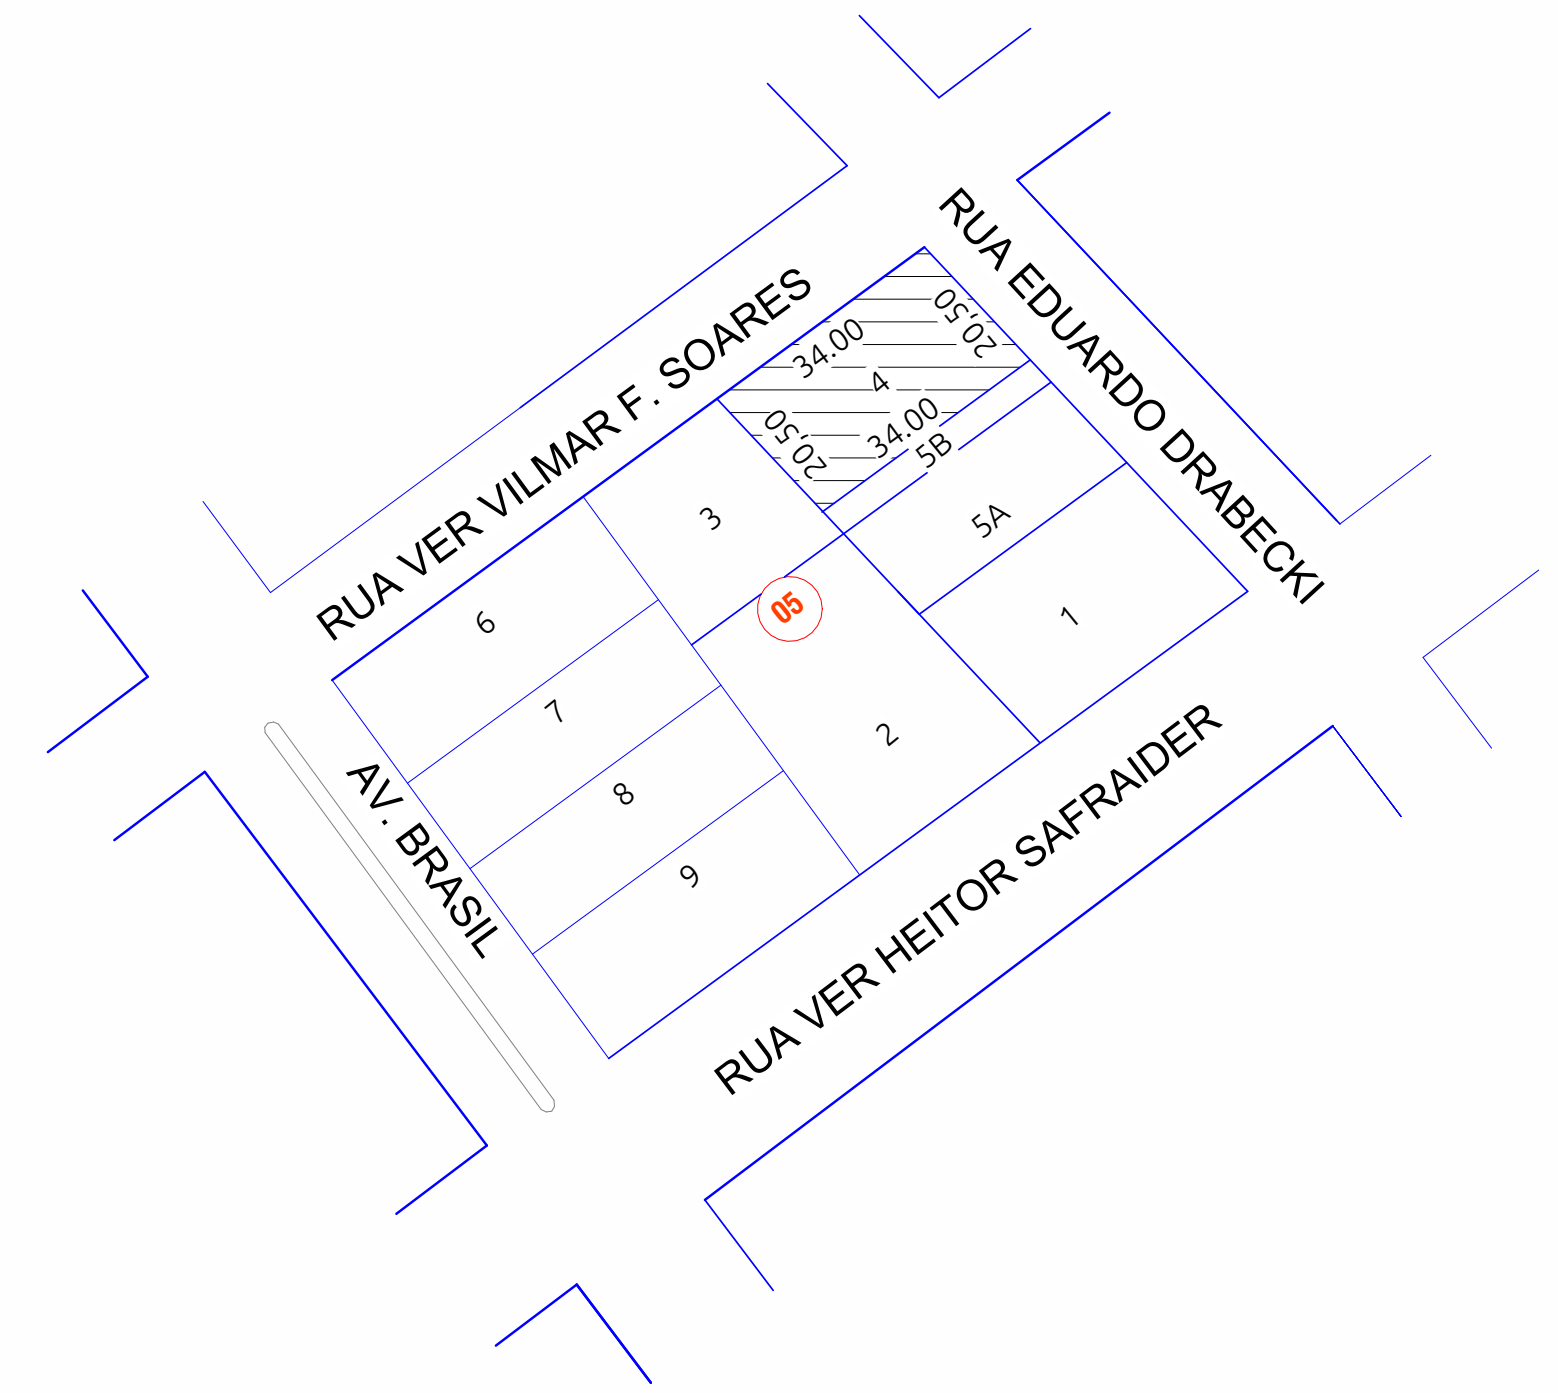 RUA EDUARDO DRABECKI
RUA VER VILMAR F. SOARES
20,50
34.00
4
34.00
20,50
5B
3
5A
6
05
1
7
2
8
9
AV. BRASIL
RUA VER HEITOR SAFRAIDER